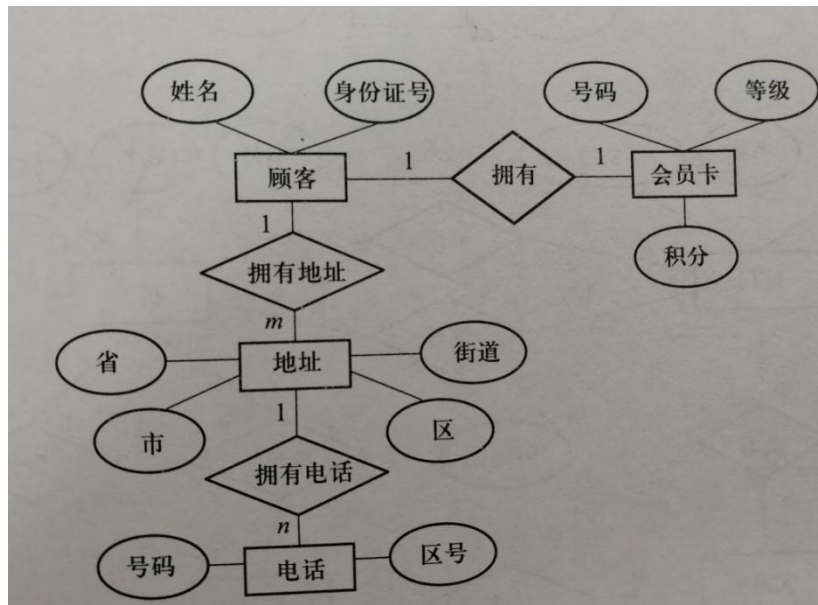 姓名
身份证号
号码
等级
顾客
1
拥有
1
会员卡
1
积分
拥有地址
m
省
地址
街道
市
1
区
拥有电话
n
号码
电话
区号